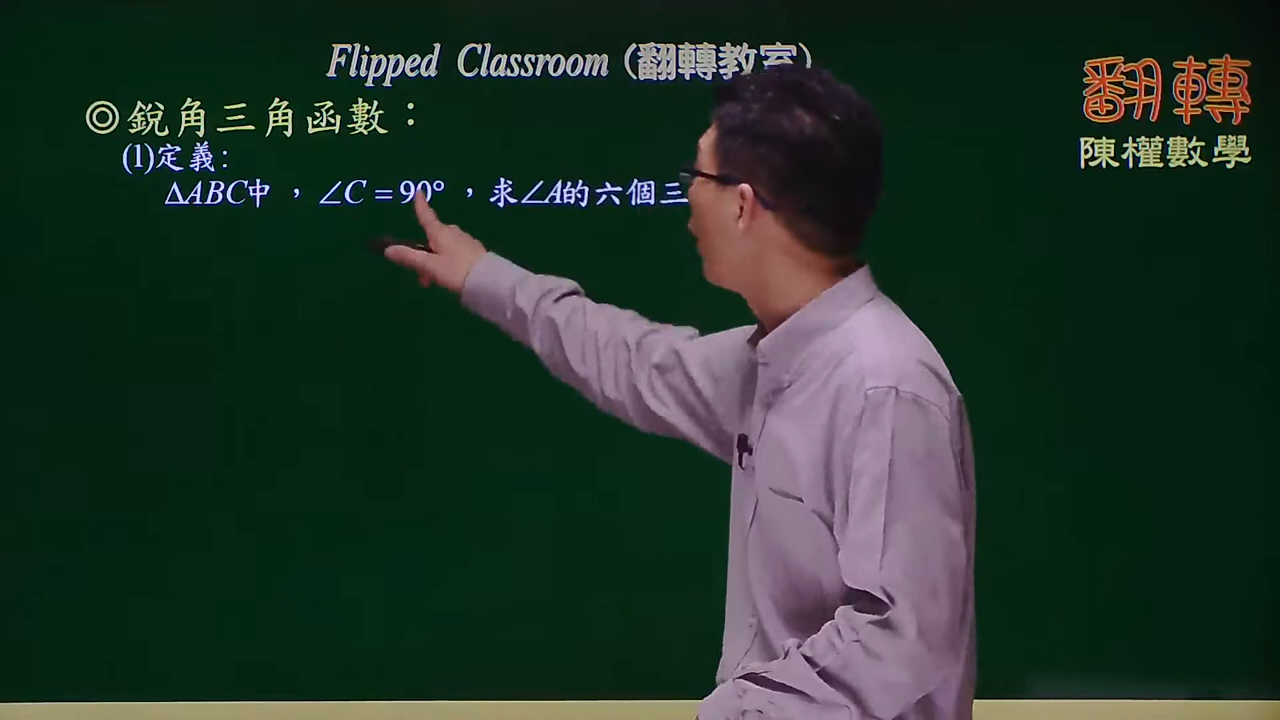 Flipped Classroom (翻轉教室)
翻轉
陳權數學
◎銳角三角函數：
(1)定義:
ΔABC中，∠C=90°，求∠A的六個三